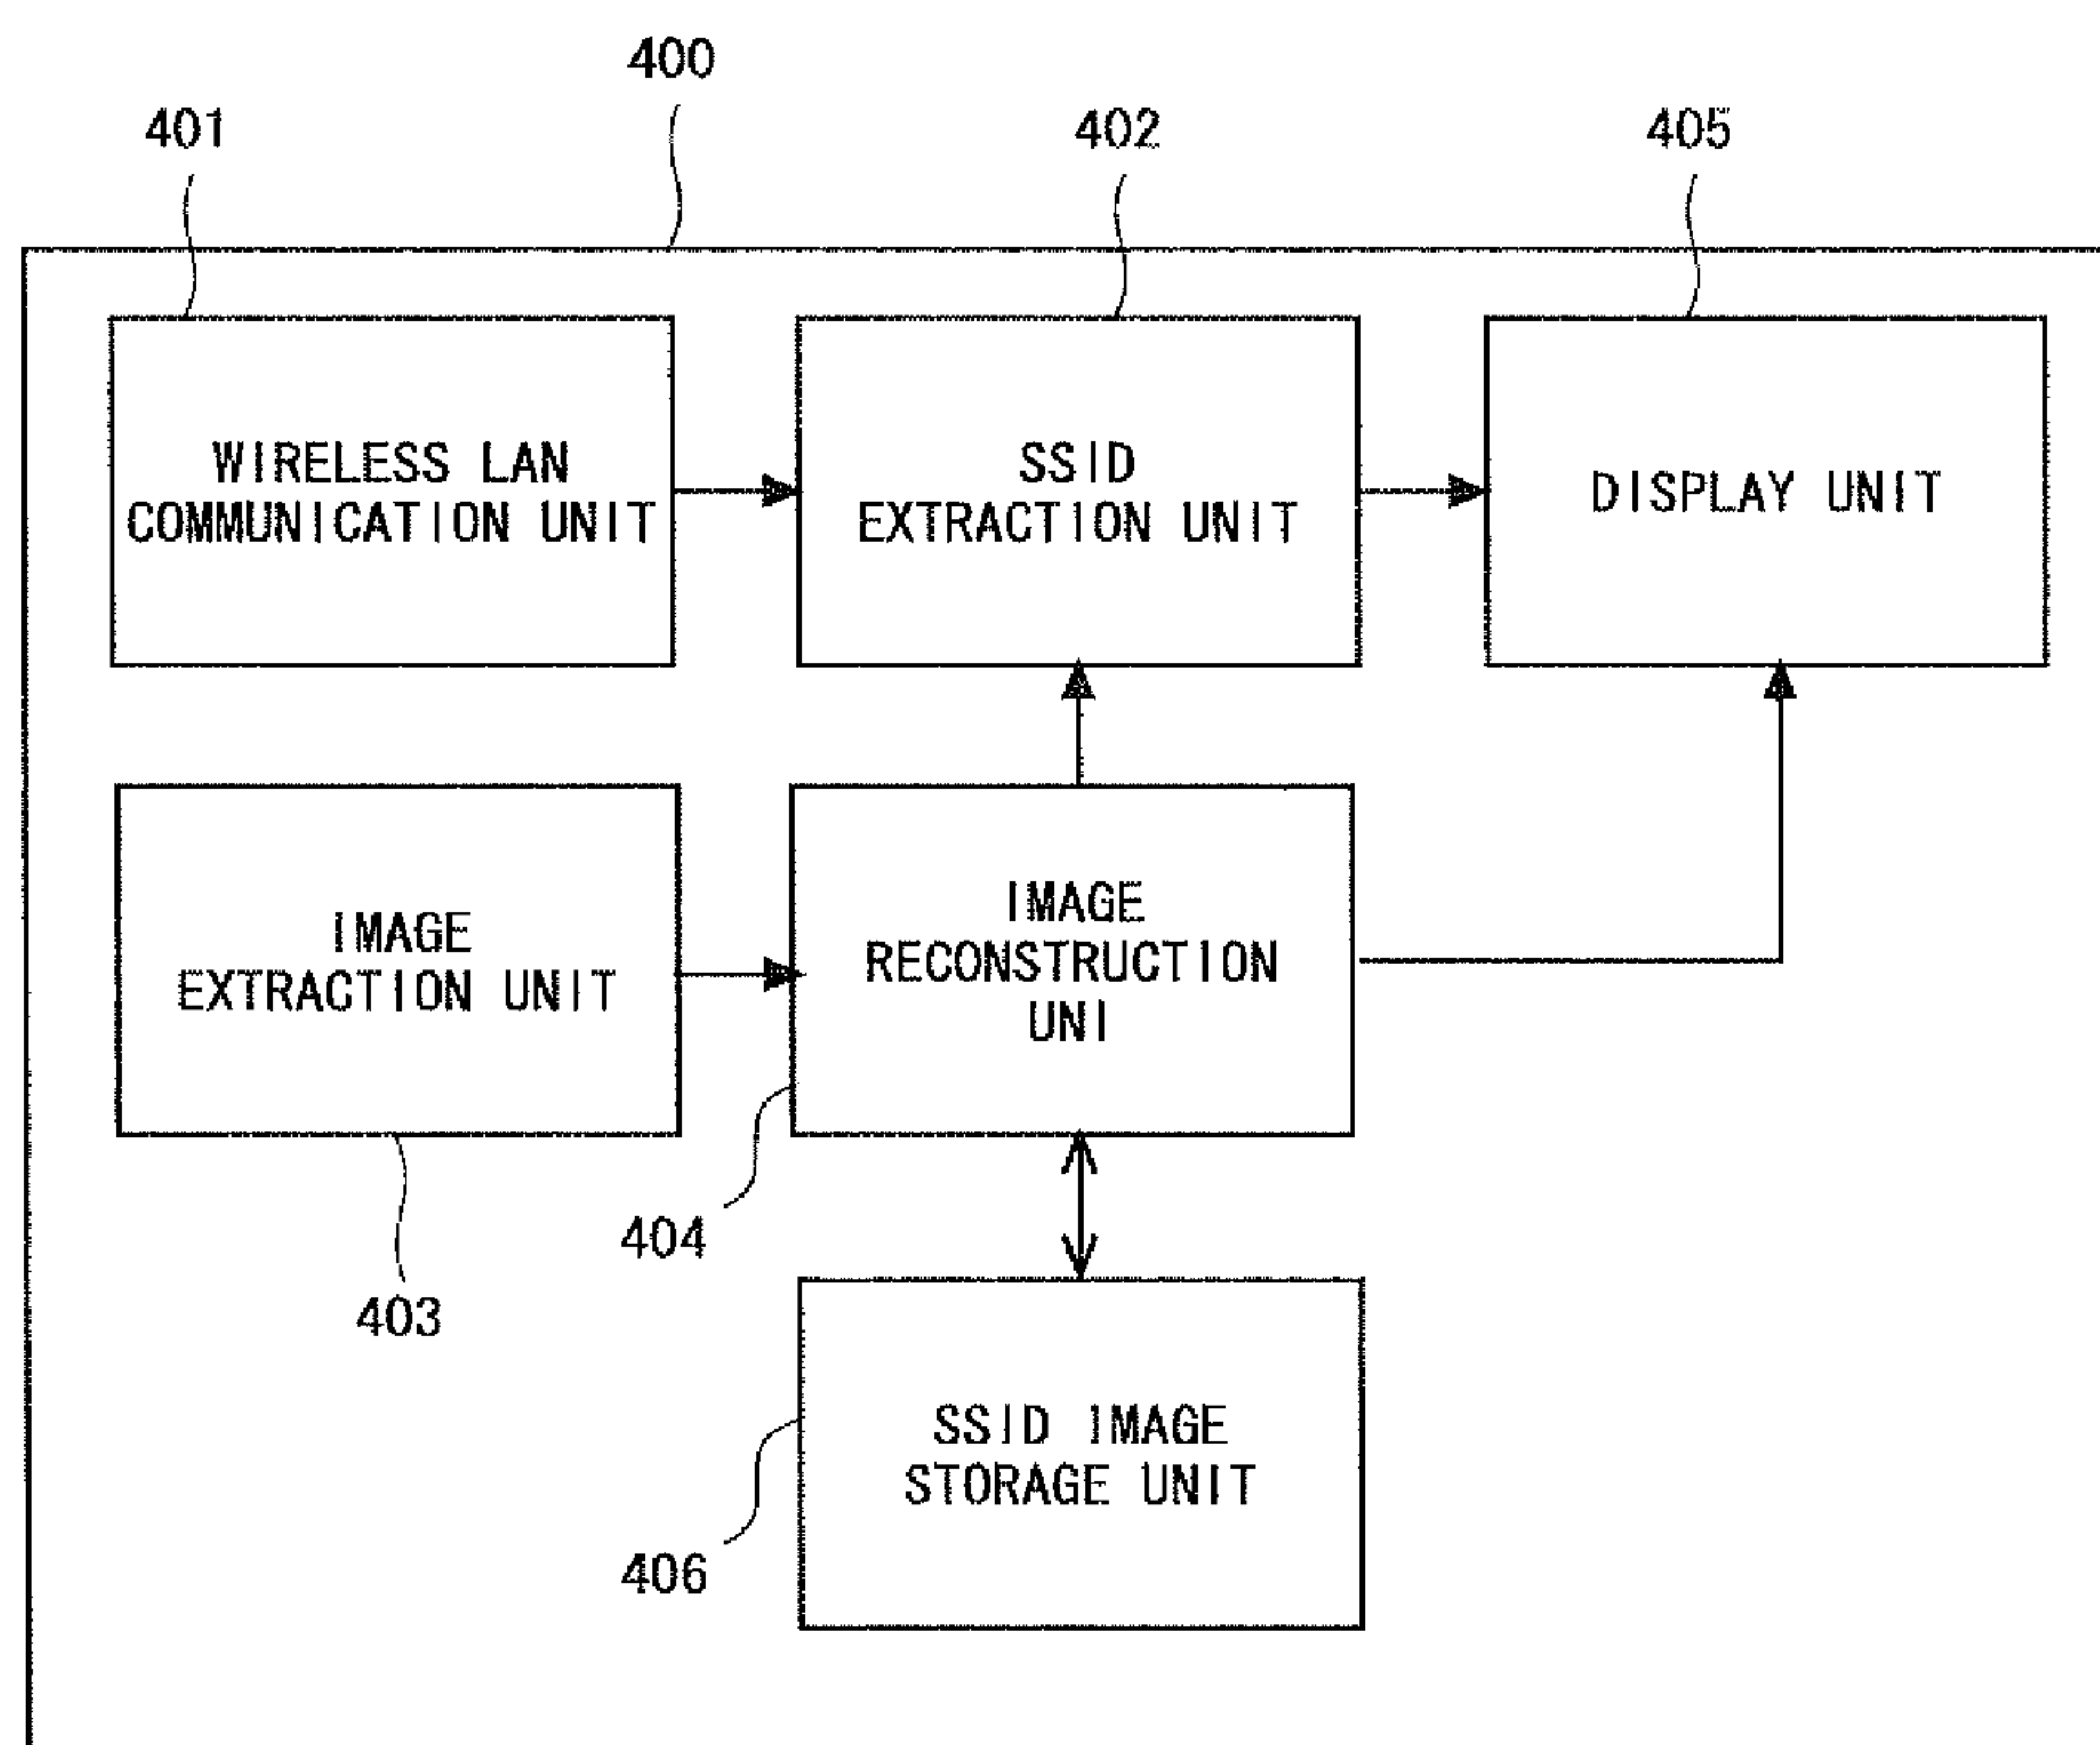 400
401
402
405
WIRELESS LAN
COMMUNICATION UNIT
SSID
EXTRACTION UNIT
DISPLAY UNIT
IMAGE
EXTRACTION UNIT
IMAGE
RECONSTRUCTION
UNI
404
403
SSID IMAGE
STORAGE UNIT
406